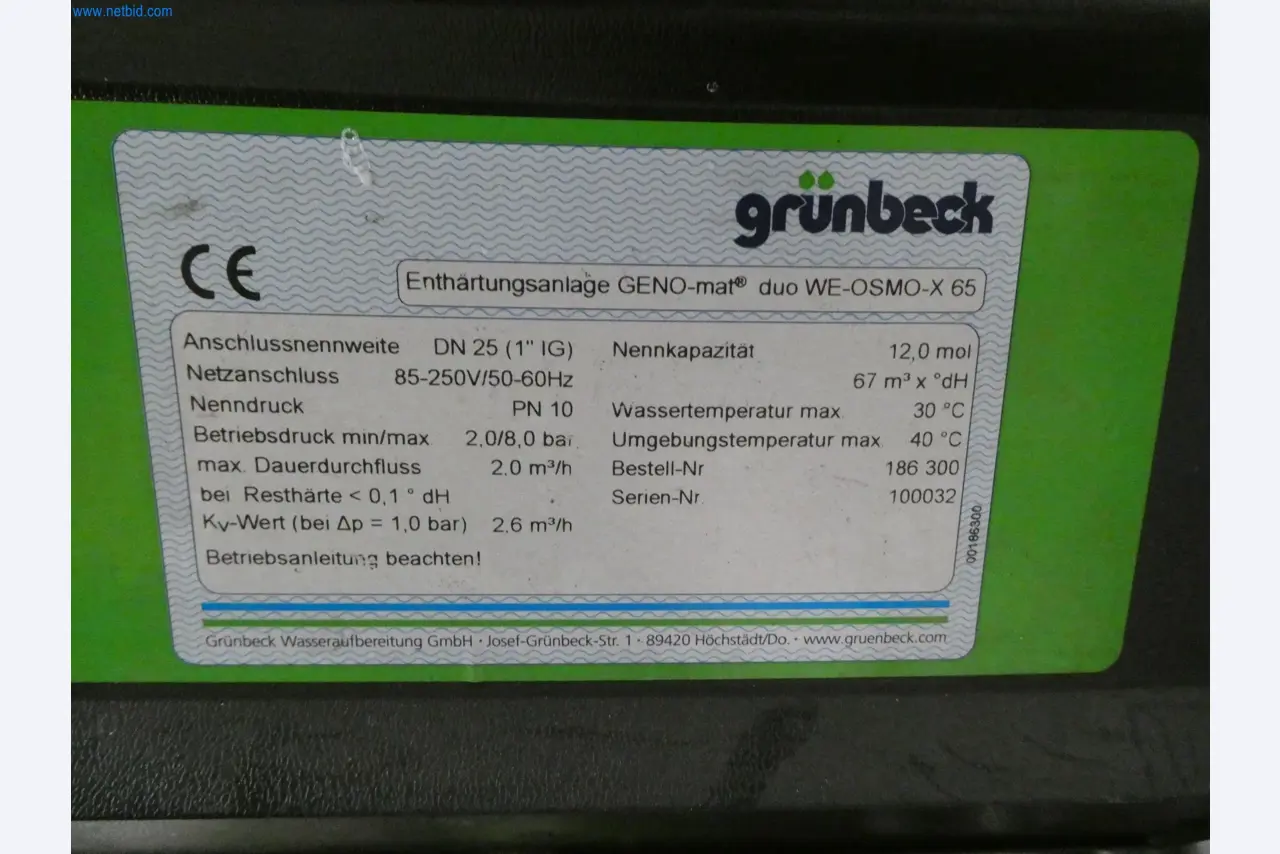 www.netbid.com
grünbeck
CE
Enthärtungsanlage GENO-mat® duo WE-OSMO-X 65
Anschlussnennweite DN 25 (1" IG)
Netzanschluss 85-250V/50-60Hz
Nenndruck PN 10
Betriebsdruck min/max. 2,0/8,0 bar
max. Dauerdurchfluss 2.0 m³/h
bei Resthärte < 0,1 ° dH
Kv-Wert (bei Δp = 1,0 bar) 2,6 m³/h
Betriebsanleitung beachten!
Nennkapazität 12,0 mol
67 m³ x °dH
Wassertemperatur max. 30 °C
Umgebungstemperatur max. 40 °C
Bestell-Nr. 186 300
Serien-Nr. 100032
00186300
Grünbeck Wasseraufbereitung GmbH · Josef-Grünbeck-Str. 1 · 89420 Höchstädt/Do. · www.gruenbeck.com